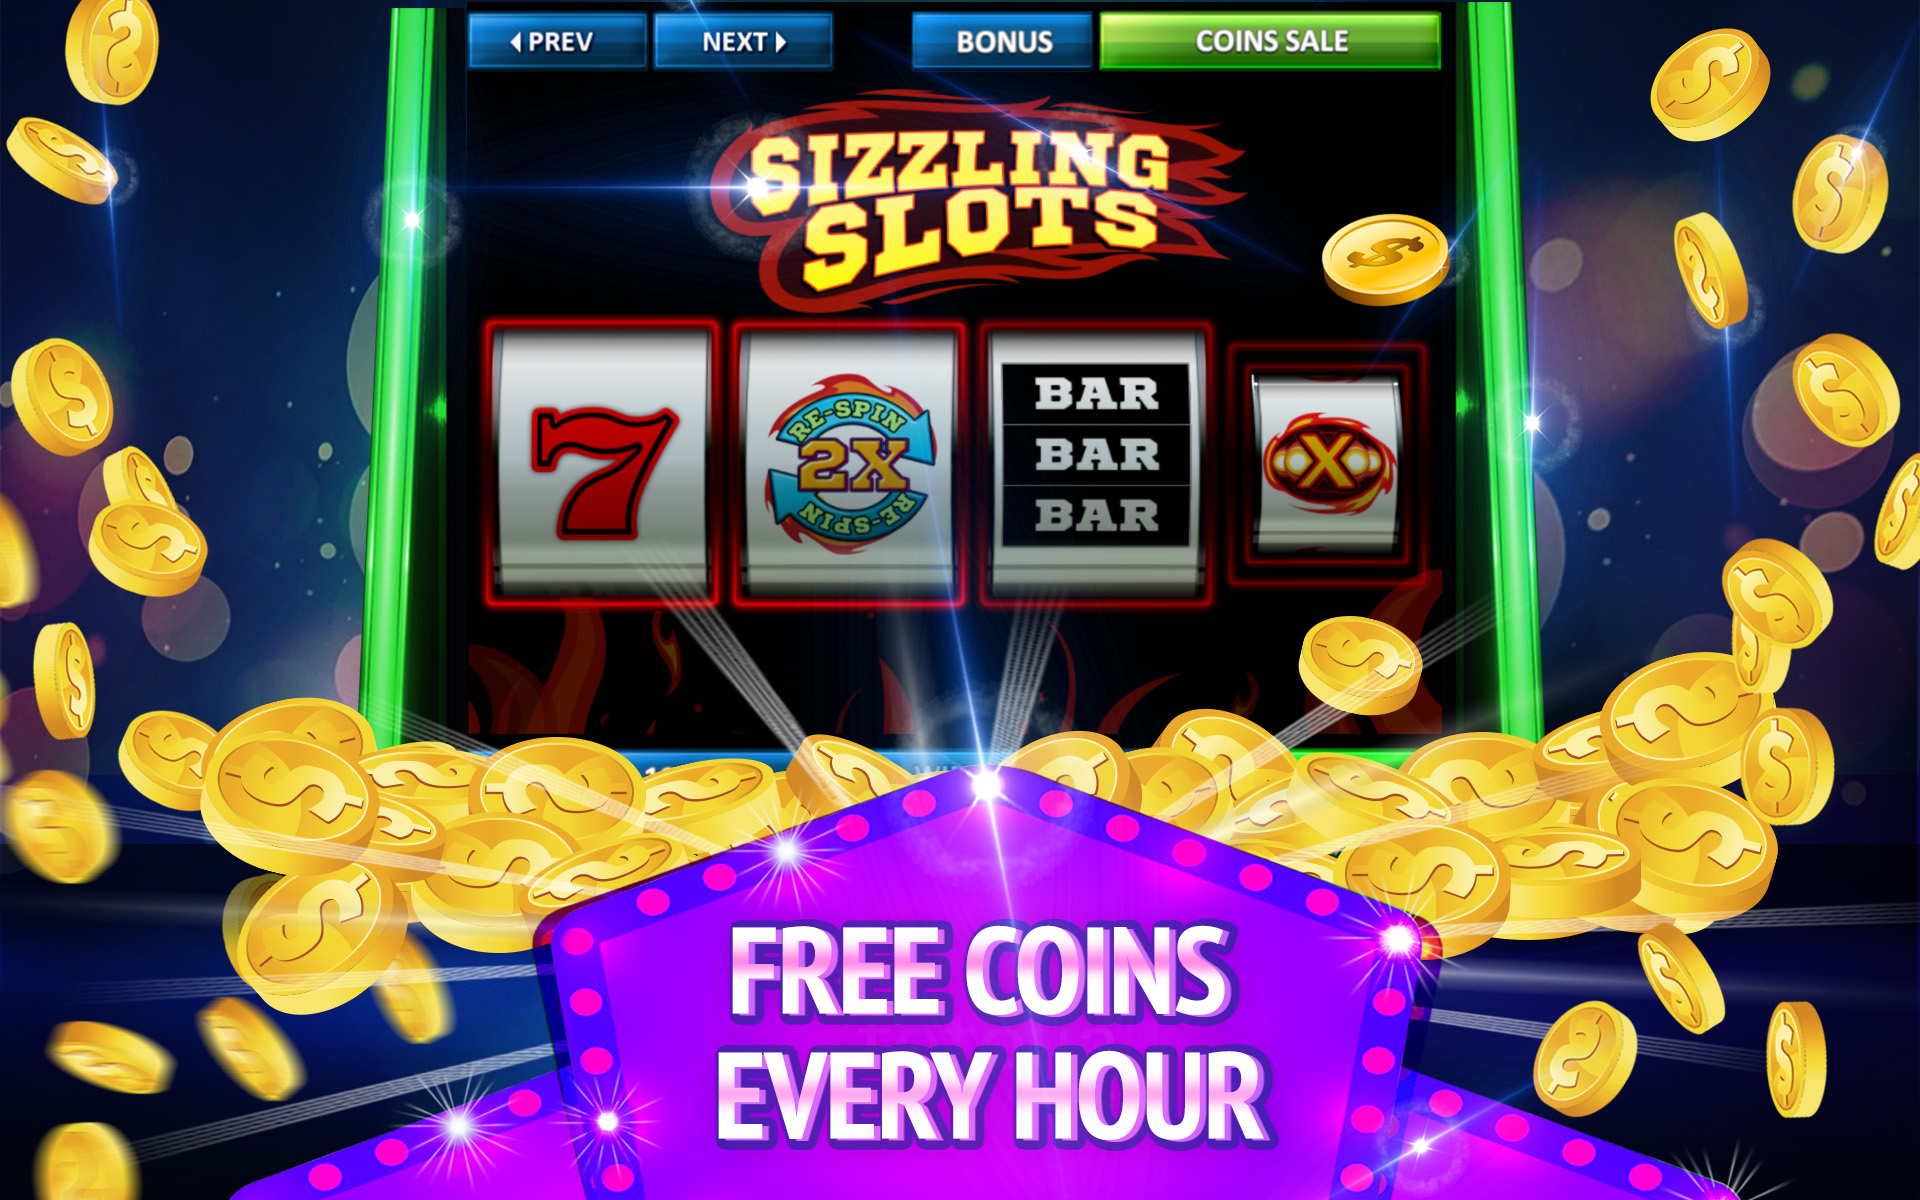 PREV
NEXT
BONUS
COINS SALE
SIZZLING
SLOTS
7
RE-SPIN
2X
RE-SPIN
BAR
BAR
BAR
X
FREE COINS
EVERY HOUR